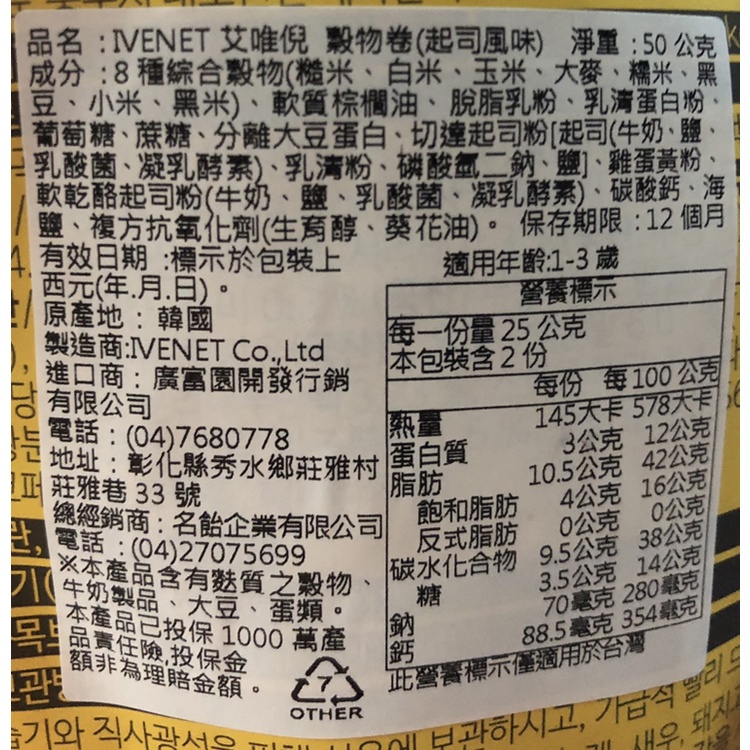 品名：IVENET 艾唯倪 穀物卷(起司風味) 淨重：50 公克
成分：8 種綜合穀物(糙米、白米、玉米、大麥、糯米、黑
豆、小米、黑米)、軟質棕櫚油、脫脂乳粉、乳清蛋白粉、
葡萄糖、蔗糖、分離大豆蛋白、切達起司粉[起司(牛奶、鹽、
乳酸菌、凝乳酵素)、乳清粉、磷酸氫二鈉、鹽]、雞蛋黃粉、
軟乾酪起司粉(牛奶、鹽、乳酸菌、凝乳酵素)、碳酸鈣、海
鹽、複方抗氧化劑(生育醇、葵花油)。 保存期限：12 個月
有效日期：標示於包裝上
西元(年.月.日)。
適用年齡:1-3 歲
原產地：韓國
製造商:IVENET Co.,Ltd
進口商：廣富園開發行銷
有限公司
電話：(04)7680778
地址：彰化縣秀水鄉莊雅村
莊雅巷 33 號
總經銷商：名飴企業有限公司
電話：(04)27075699
※本產品含有麩質之穀物、
牛奶製品、大豆、蛋類。
本產品已投保 1000 萬產
品責任險,投保金
額非為理賠金額。
7
OTHER
營養標示
每一份量 25 公克
本包裝含 2 份
每份 每 100 公克
熱量 145大卡 578大卡
蛋白質 3公克 12公克
脂肪 10.5公克 42公克
飽和脂肪 4公克 16公克
反式脂肪 0公克 0公克
碳水化合物 9.5公克 38公克
糖 3.5公克 14公克
鈉 70毫克 280毫克
鈣 88.5毫克 354毫克
此營養標示僅適用於台灣